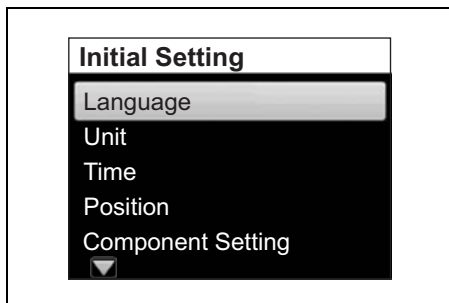 Initial Setting
Language
Unit
Time
Position
Component Setting